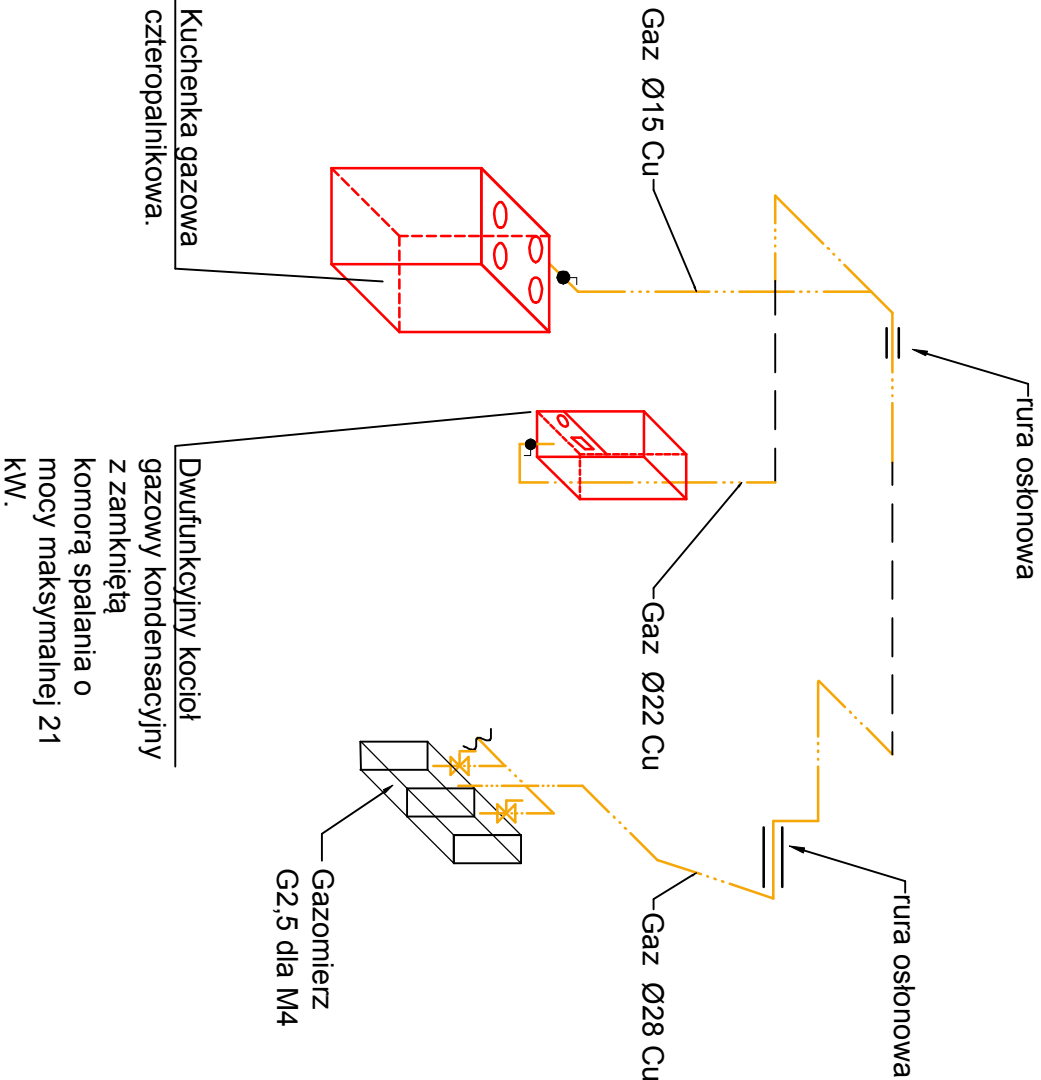 rura osłonowa
rura osłonowa
Gaz Ø15 Cu
Gaz Ø22 Cu
Gaz Ø28 Cu
Kuchenka gazowa
czteropalnikowa.
Dwufunkcyjny kocioł
gazowy kondensacyjny
z zamkniętą
komorą spalania o
mocy maksymalnej 21
kW.
Gazomierz
G2,5 dla M4